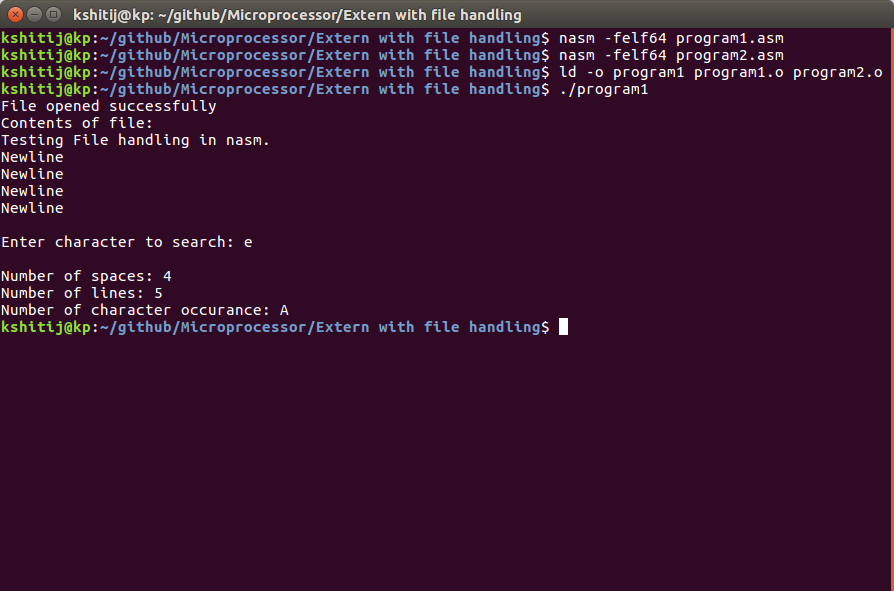 kshitij@kp: ~/github/Microprocessor/Extern with file handling
kshitij@kp:~/github/Microprocessor/Extern with file handling$ nasm -felf64 program1.asm
kshitij@kp:~/github/Microprocessor/Extern with file handling$ nasm -felf64 program2.asm
kshitij@kp:~/github/Microprocessor/Extern with file handling$ ld -o program1 program1.o program2.o
kshitij@kp:~/github/Microprocessor/Extern with file handling$ ./program1
File opened successfully
Contents of file:
Testing File handling in nasm.
Newline
Newline
Newline
Newline
Enter character to search: e
Number of spaces: 4
Number of lines: 5
Number of character occurance: A
kshitij@kp:~/github/Microprocessor/Extern with file handling$